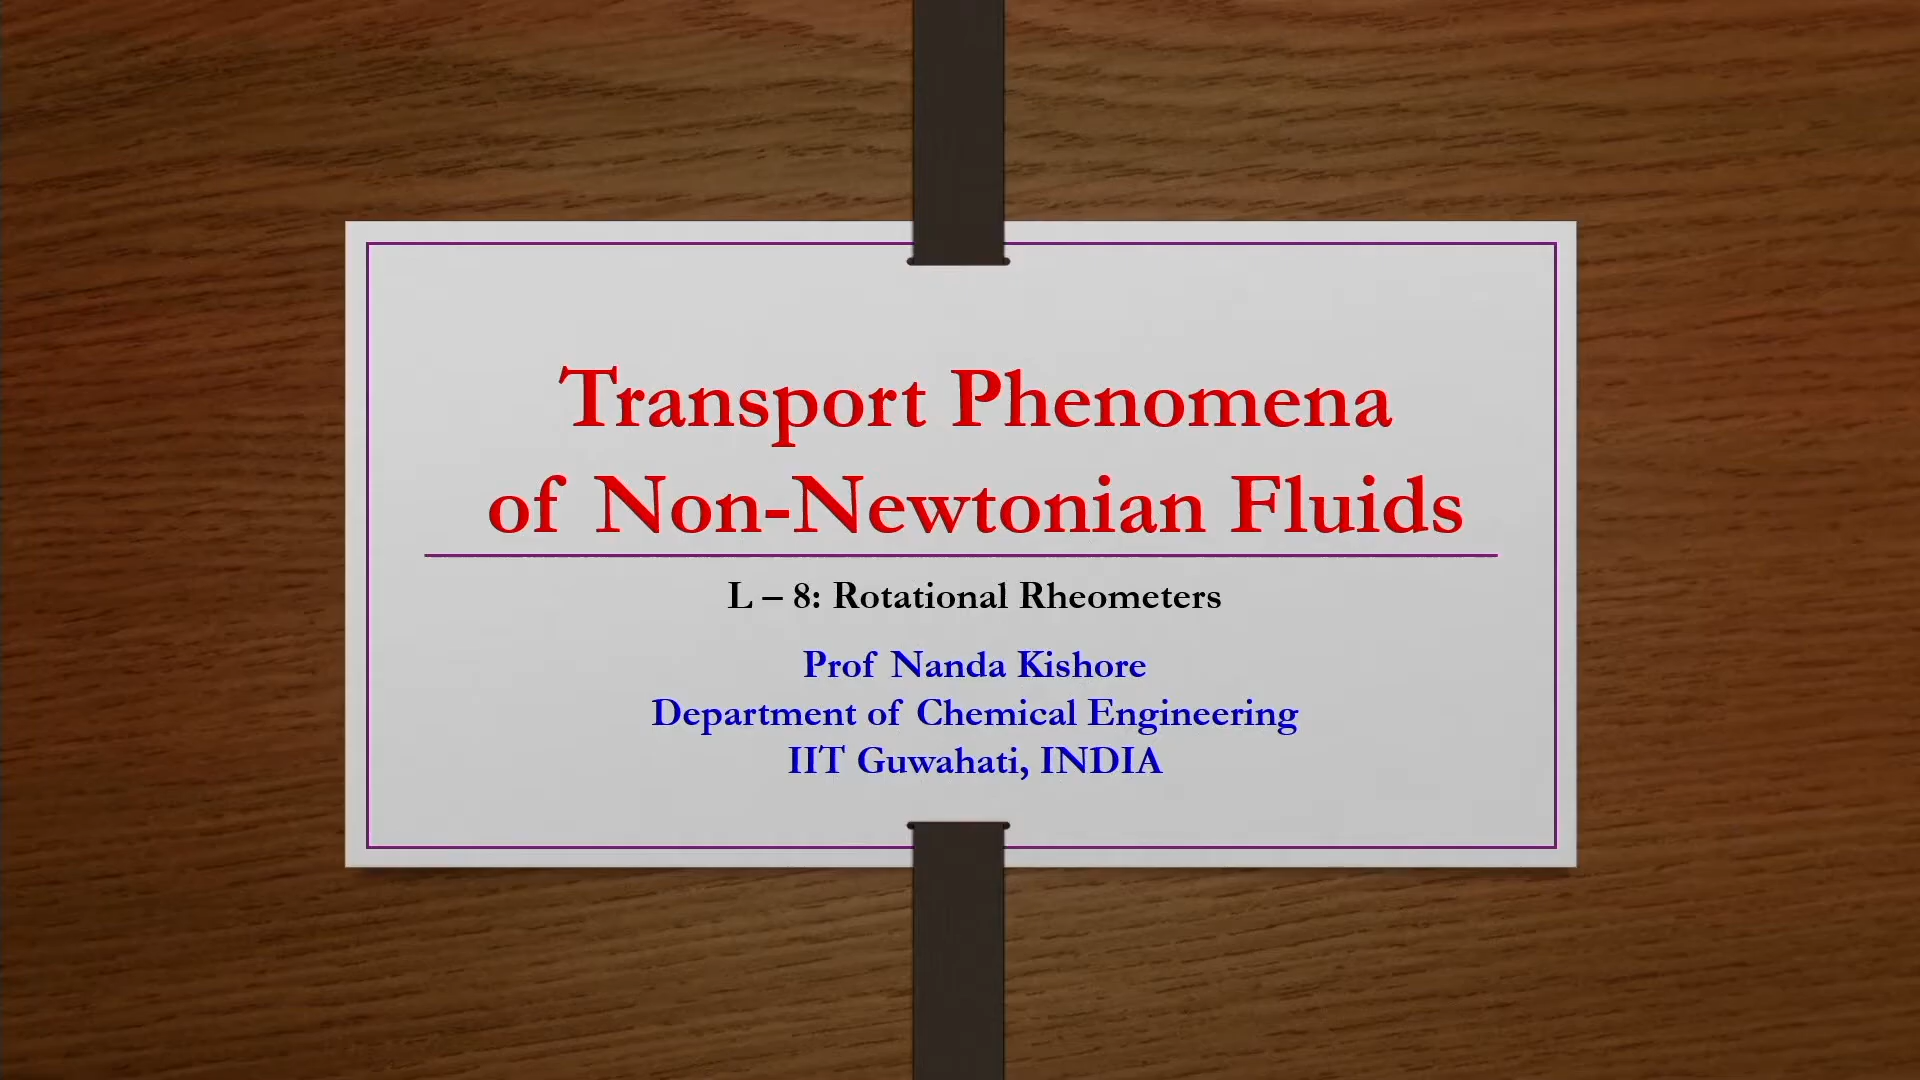 Transport Phenomena
of Non-Newtonian Fluids
L – 8: Rotational Rheometers
Prof Nanda Kishore
Department of Chemical Engineering
IIT Guwahati, INDIA